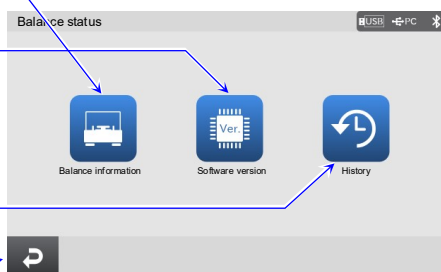 Balance status
USB PC
Ver.
Balance information Software version History